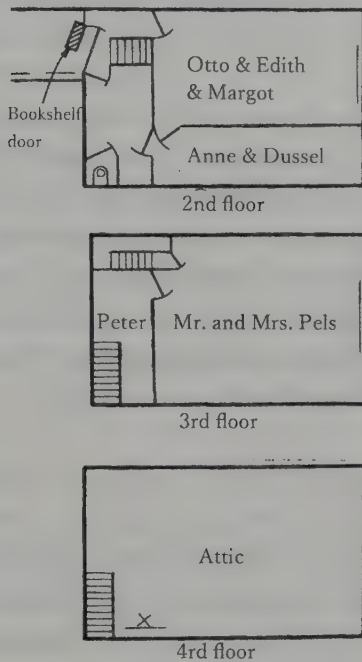 Otto & Edith
& Margot
Bookshelf
door
Anne & Dussel
2nd floor
Peter
Mr. and Mrs. Pels
3rd floor
Attic
X
4rd floor